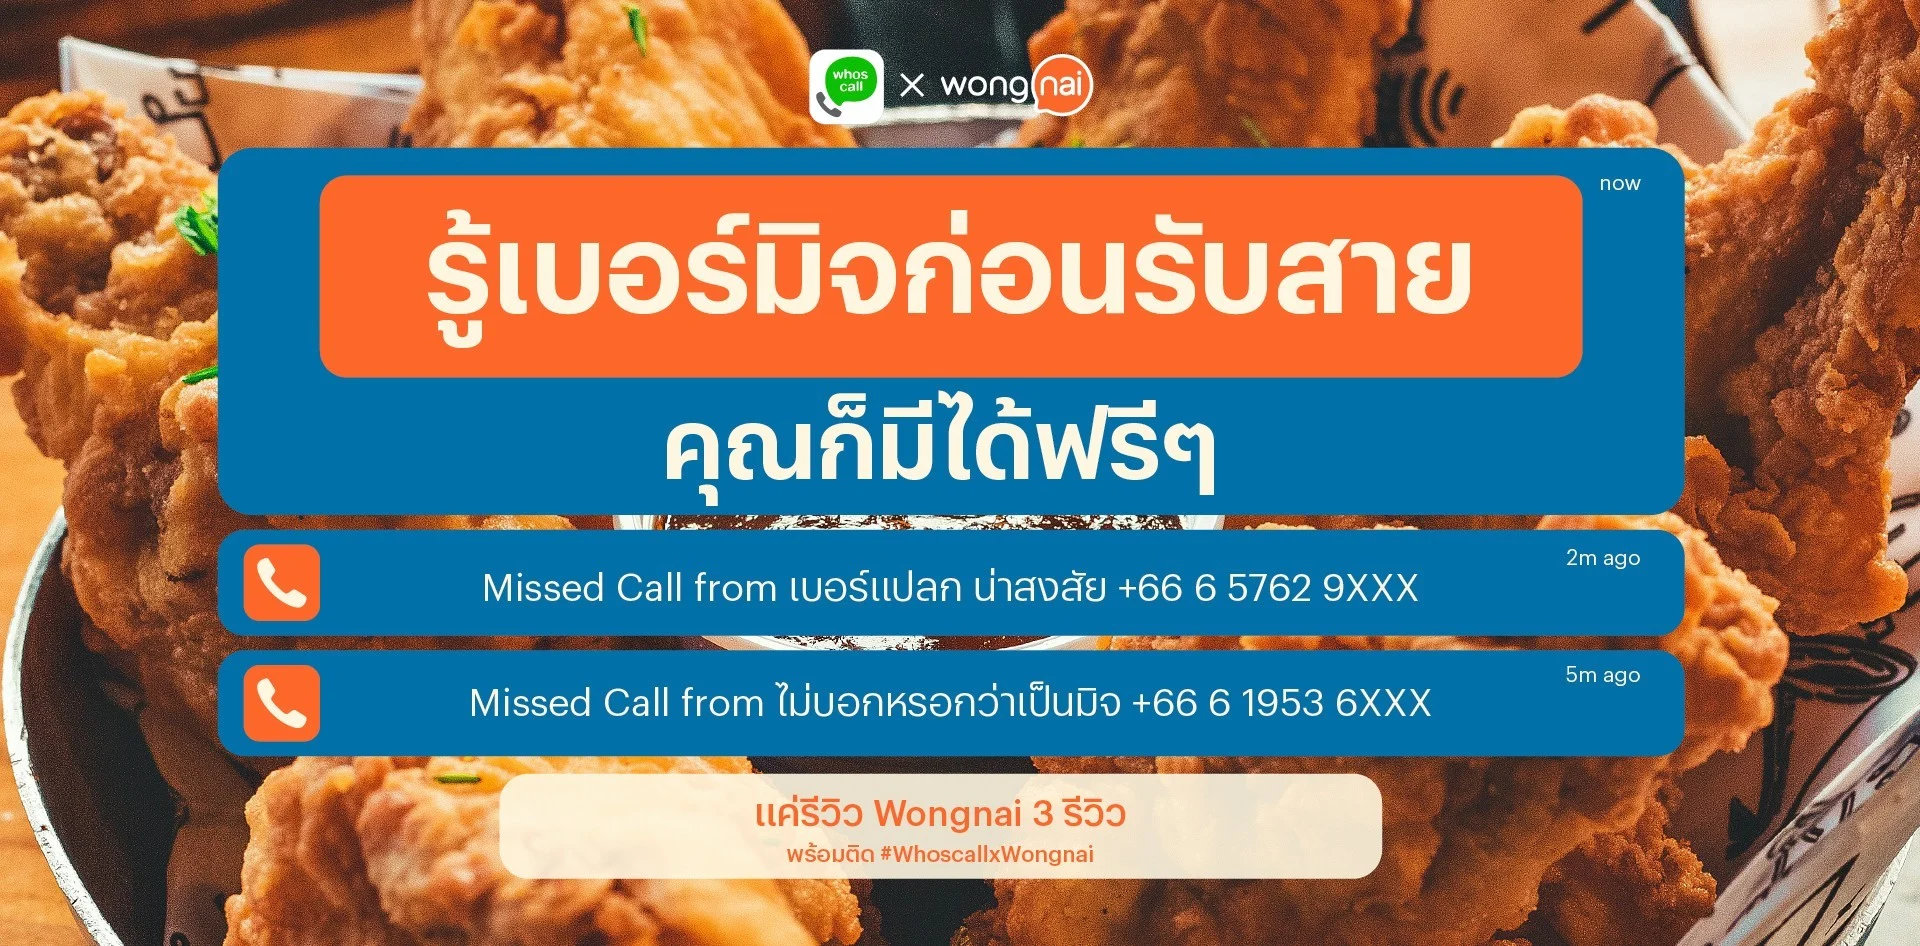 whos call × wongnai
now
รู้เบอร์มิจก่อนรับสาย
คุณก็มีได้ฟรีๆ
2m ago
Missed Call from เบอร์แปลก น่าสงสัย +66 6 5762 9XXX
5m ago
Missed Call from ไม่บอกหรอกว่าเป็นมิจ +66 6 1953 6XXX
แค่รีวิว Wongnai 3 รีวิว
พร้อมติด #WhoscallxWongnai